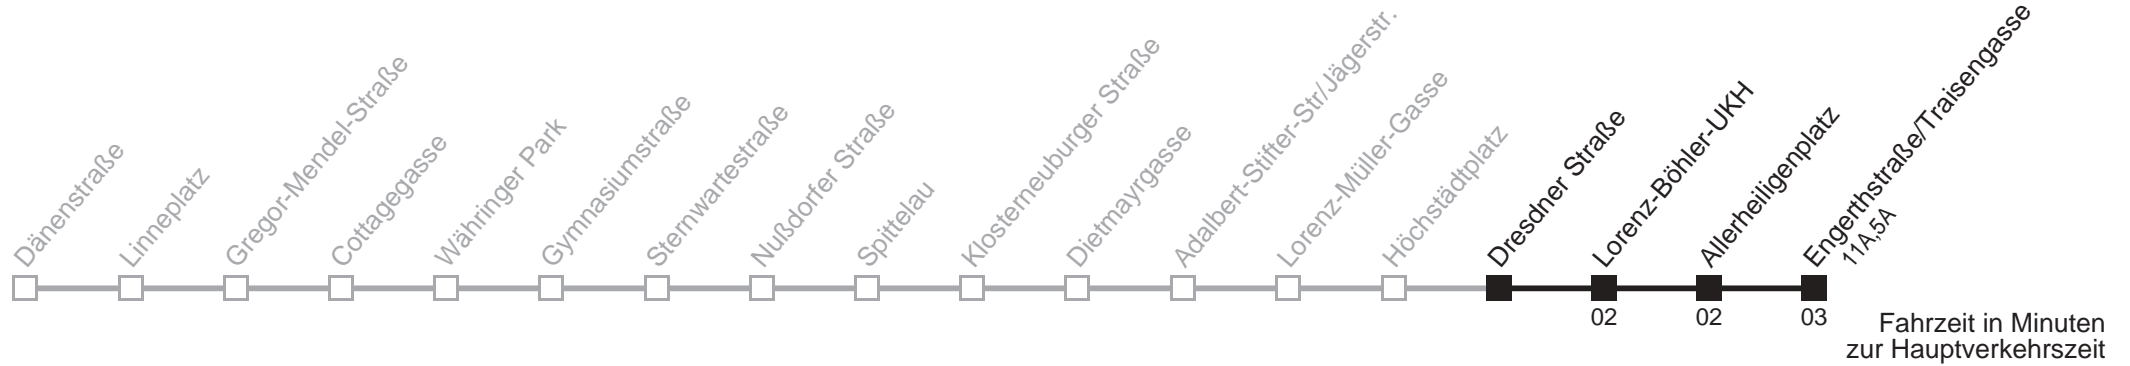 Dänenstraße
Linneplatz
Gregor-Mendel-Straße
Cottagegasse
Währinger Park
Gymnasiumstraße
Sternwartestraße
Nußdorfer Straße
Spittelau
Klosterneuburger Straße
Dietmayrgasse
Adalbert-Stifter-Str/Jägerstr.
Lorenz-Müller-Gasse
Höchstädtplatz
Dresdner Straße
Lorenz-Böhler-UKH
Allerheiligenplatz
Engerthstraße/Traisengasse
11A,5A
02
02
03
Fahrzeit in Minuten
zur Hauptverkehrszeit